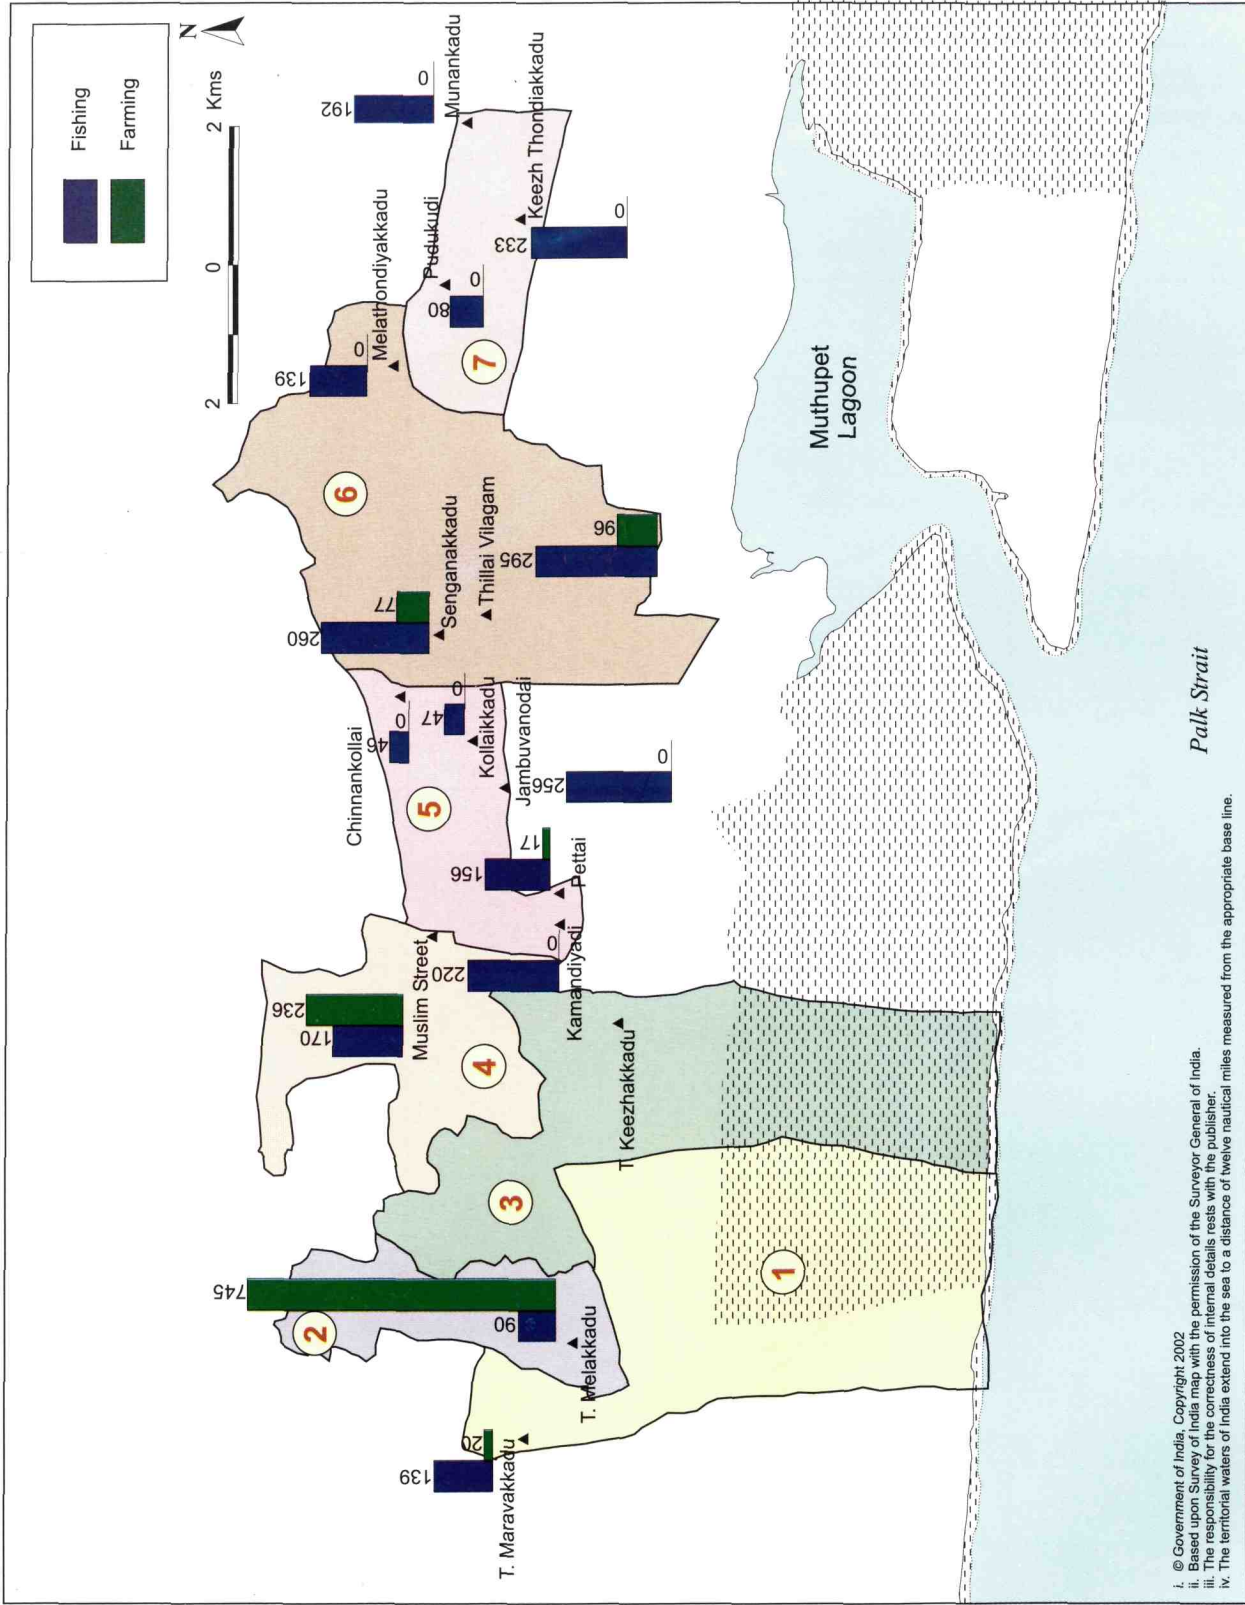 Fishing
Farming
N
2 0 2 Kms
192
0
Munankadu
Melathondiyakkadu
139
0
Pudukudi
80
0
Keezh Thondiakkadu
233
0
7
6
Senganakkadu
260
77
Thillai Vilagam
295
96
Chinnankollai
46
0
Kollaikkadu
47
0
5
Jambuvanodai
256
0
156
17
Pettai
Kamandiyadi
220
0
Muslim Street
170
236
4
T. Keezhakkadu
3
2
745
90
T. Melakkadu
139
20
T. Maravakkadu
1
Muthupet
Lagoon
Palk Strait
i. © Government of India, Copyright 2002
ii. Based upon Survey of India map with the permission of the Surveyor General of India.
iii. The responsibility for the correctness of internal details rests with the publisher.
iv. The territorial waters of India extend into the sea to a distance of twelve nautical miles measured from the appropriate base line.